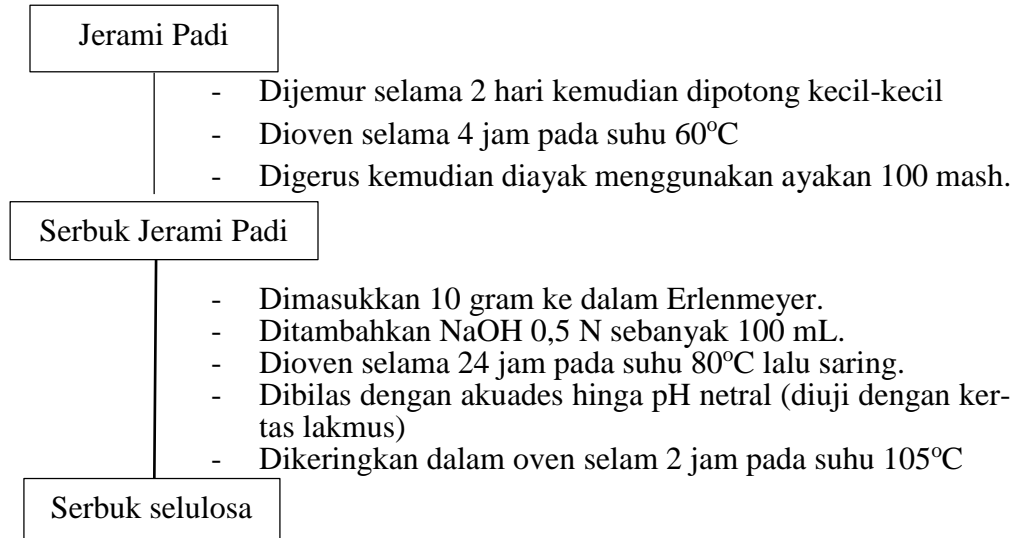 Jerami Padi
- Dijemur selama 2 hari kemudian dipotong kecil-kecil
- Dioven selama 4 jam pada suhu 60°C
- Digerus kemudian diayak menggunakan ayakan 100 mash.
Serbuk Jerami Padi
- Dimasukkan 10 gram ke dalam Erlenmeyer.
- Ditambahkan NaOH 0,5 N sebanyak 100 mL.
- Dioven selama 24 jam pada suhu 80°C lalu saring.
- Dibilas dengan akuades hinga pH netral (diuji dengan ker-
tas lakmus)
- Dikeringkan dalam oven selam 2 jam pada suhu 105°C
Serbuk selulosa